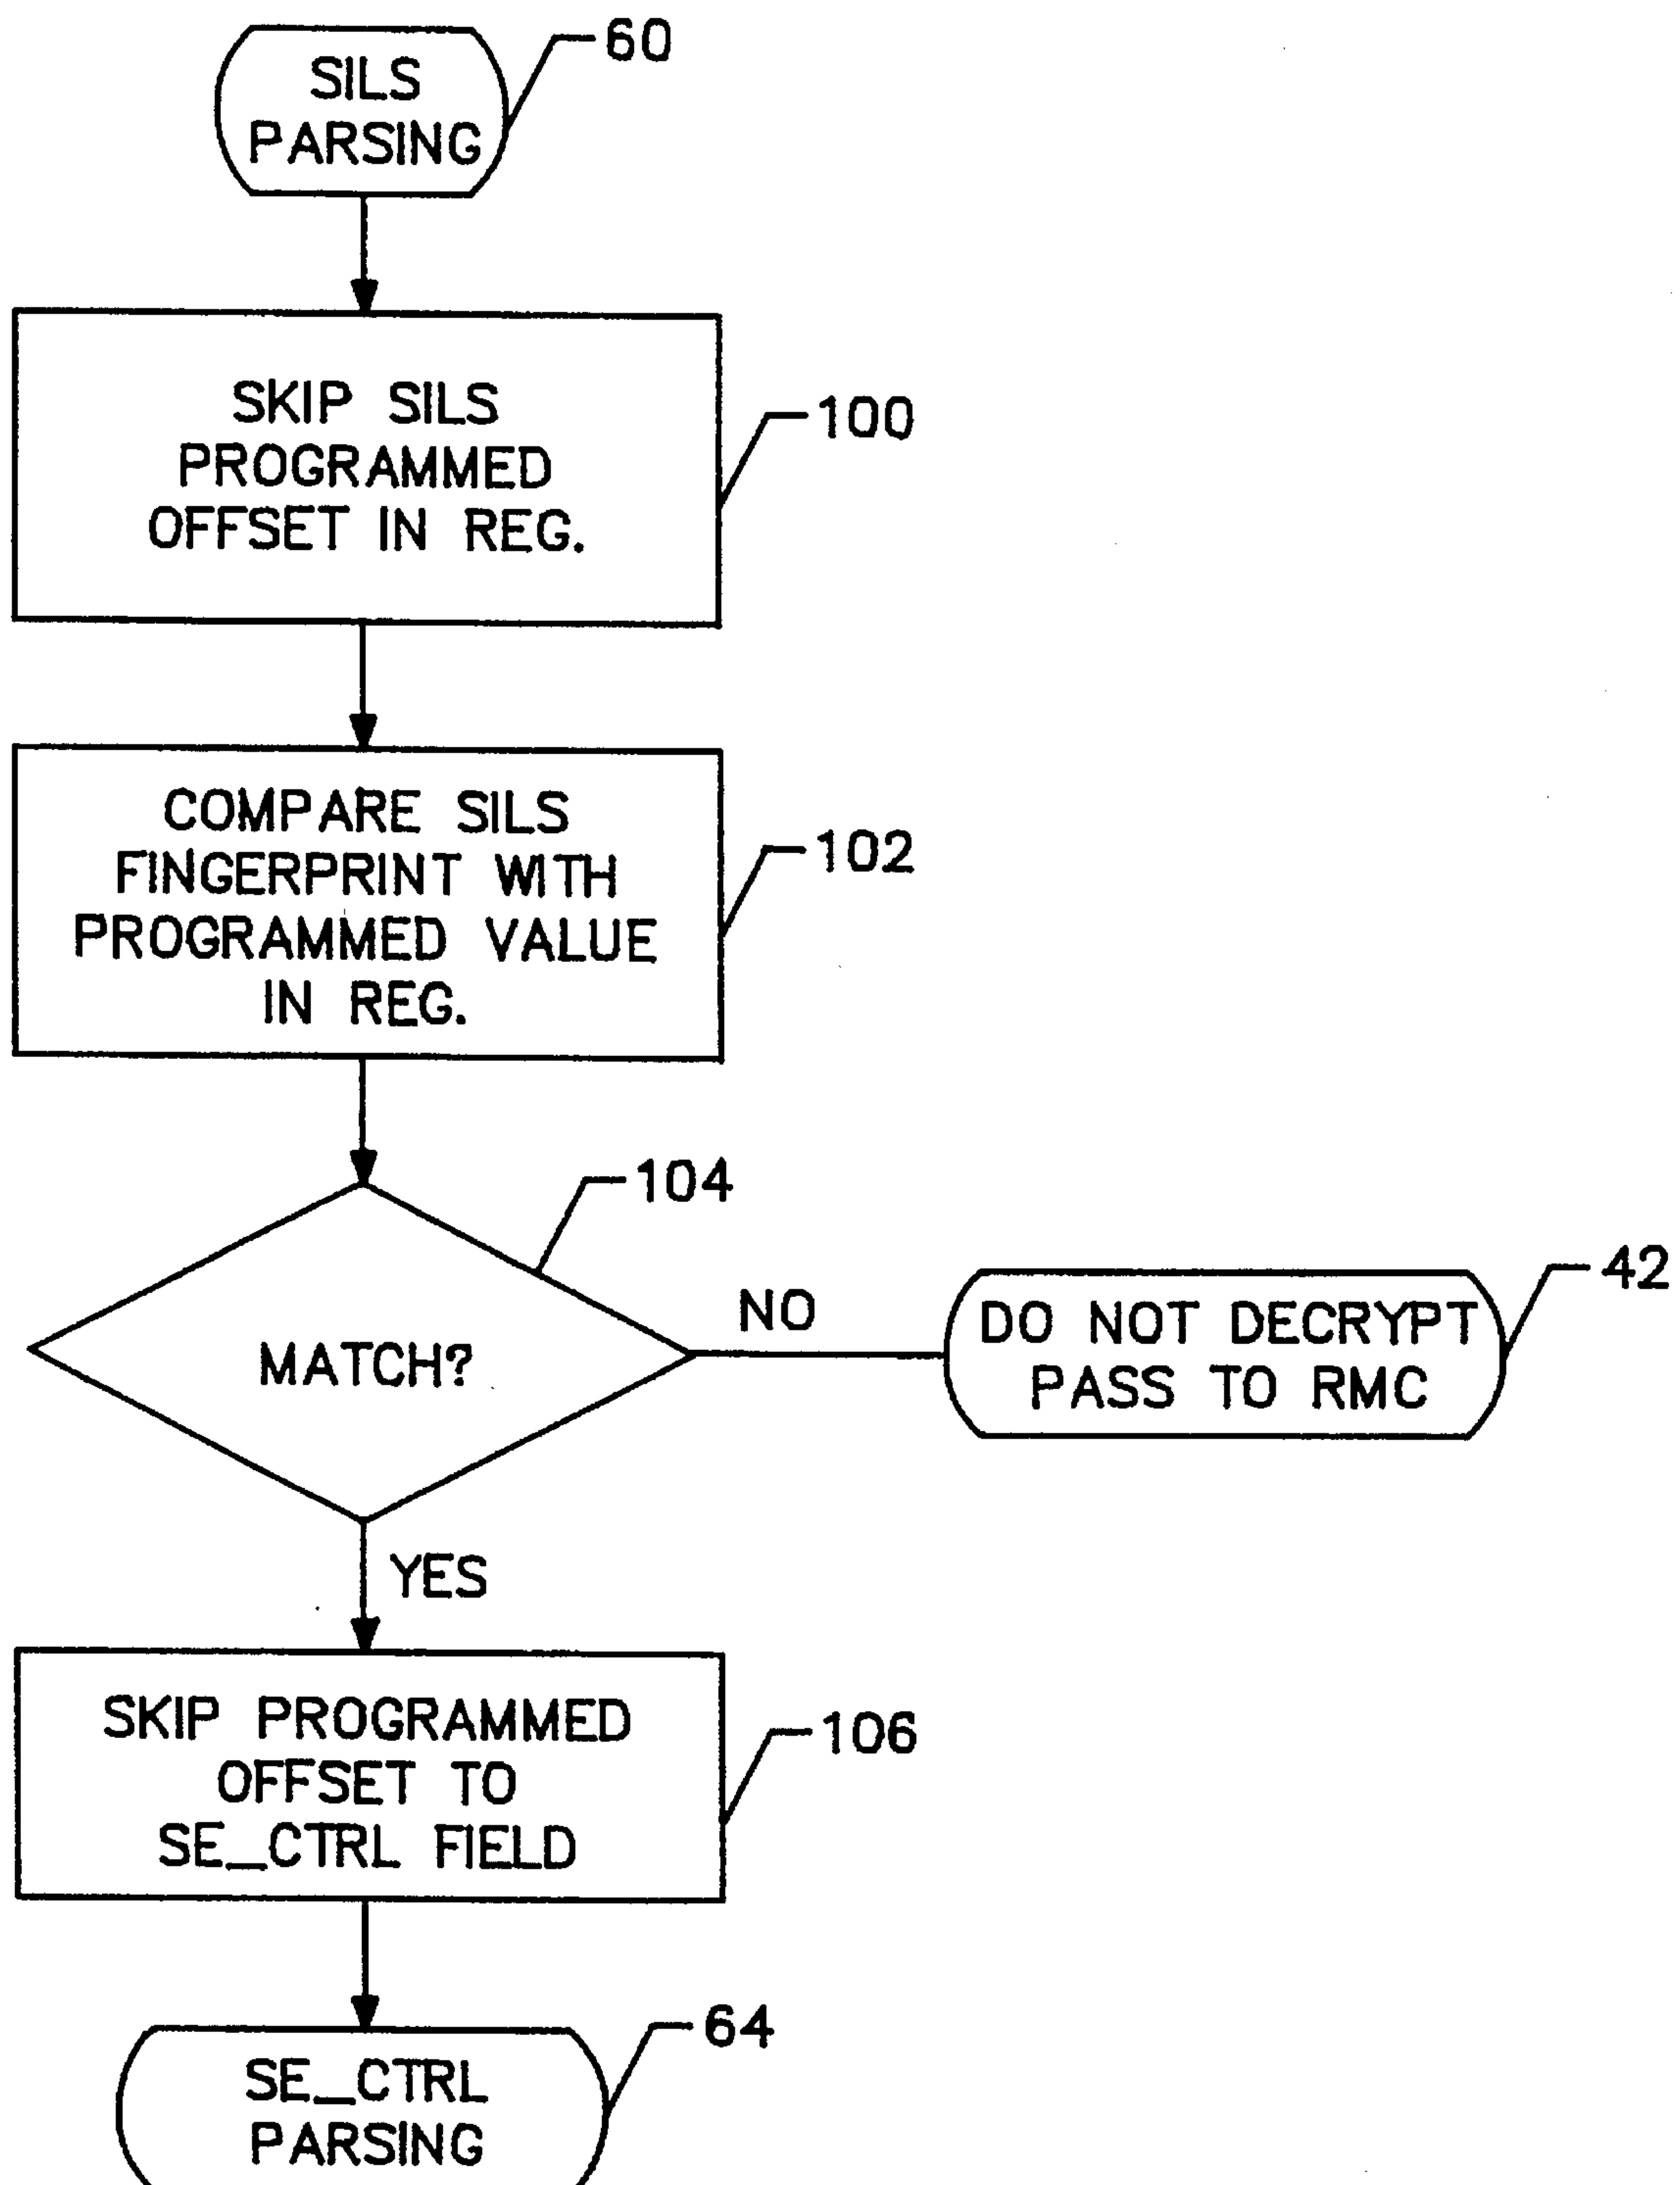 SILS
PARSING
60
SKIP SILS
PROGRAMMED
OFFSET IN REG.
100
COMPARE SILS
FINGERPRINT WITH
PROGRAMMED VALUE
IN REG.
102
MATCH?
104
NO
DO NOT DECRYPT
PASS TO RMC
42
YES
SKIP PROGRAMMED
OFFSET TO
SE_CTRL FIELD
106
SE_CTRL
PARSING
64